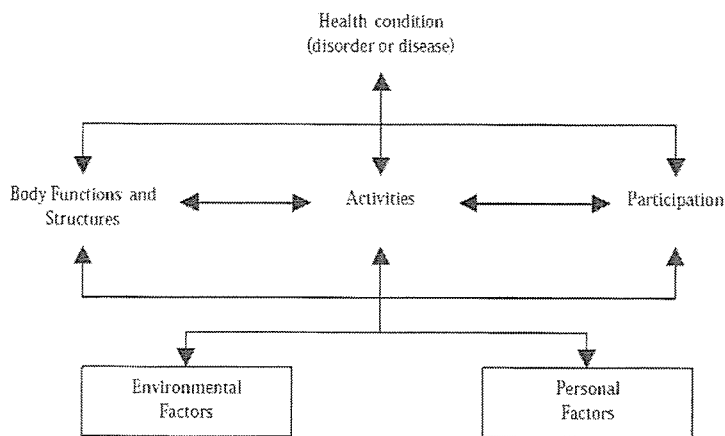 Health condition
(disorder or disease)
Body Functions and
Structures
Activities
Participation
Environmental
Factors
Personal
Factors